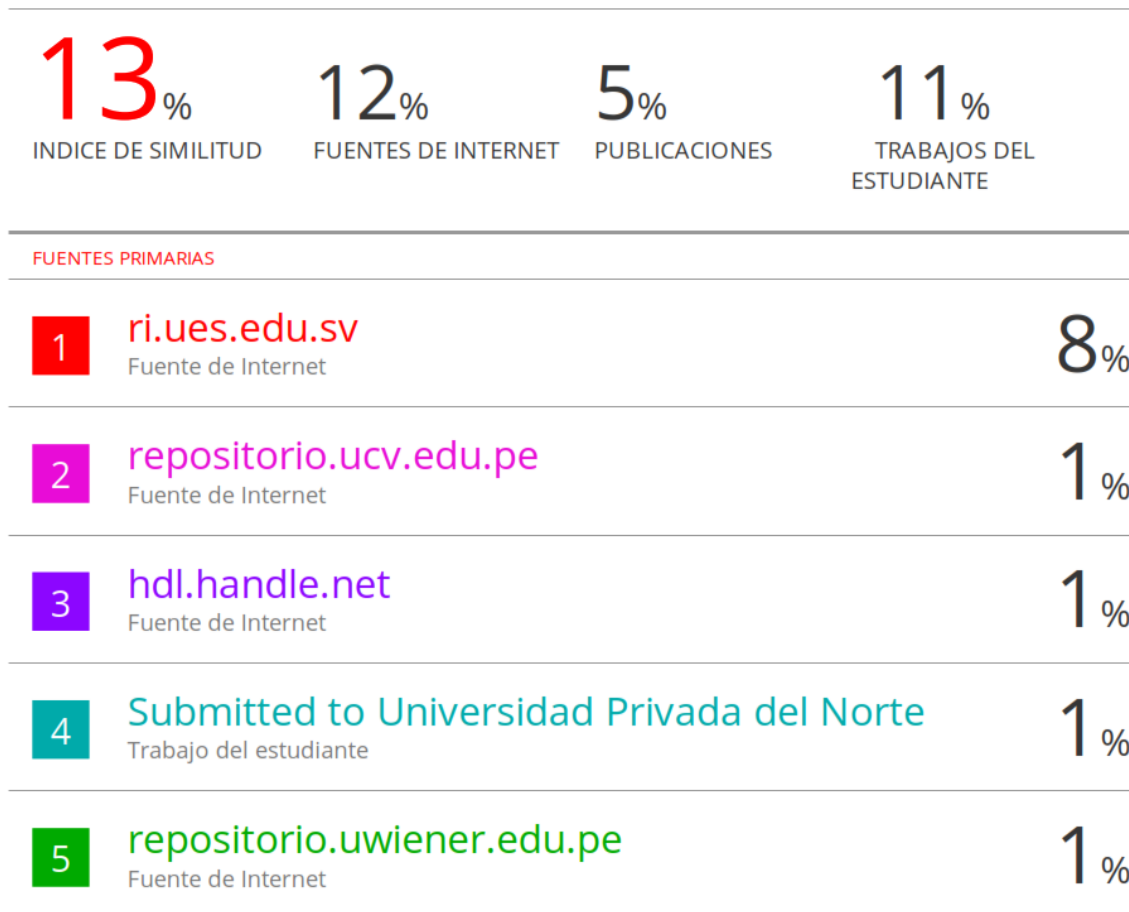 13% 12% 5% 11%
INDICE DE SIMILITUD FUENTES DE INTERNET PUBLICACIONES TRABAJOS DEL
ESTUDIANTE
FUENTES PRIMARIAS
1 ri.ues.edu.sv 8%
Fuente de Internet
2 repositorio.ucv.edu.pe 1%
Fuente de Internet
3 hdl.handle.net 1%
Fuente de Internet
4 Submitted to Universidad Privada del Norte 1%
Trabajo del estudiante
5 repositorio.uwiener.edu.pe 1%
Fuente de Internet